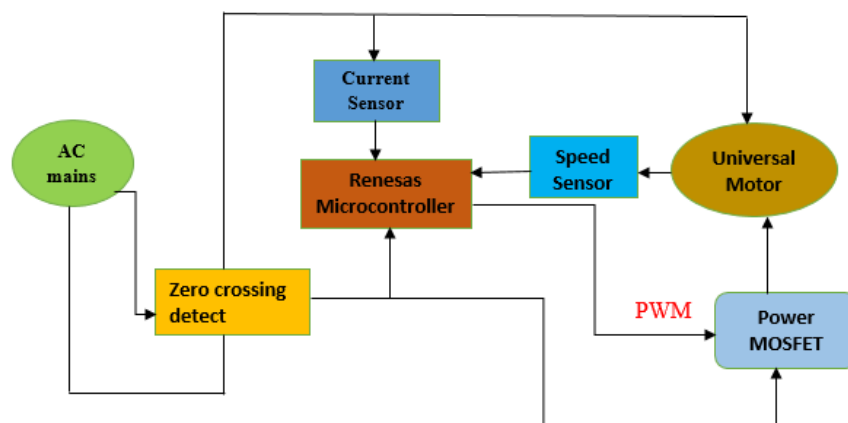 Current
Sensor
AC
mains
Speed
Sensor
Universal
Motor
Renesas
Microcontroller
Zero crossing
detect
PWM
Power
MOSFET